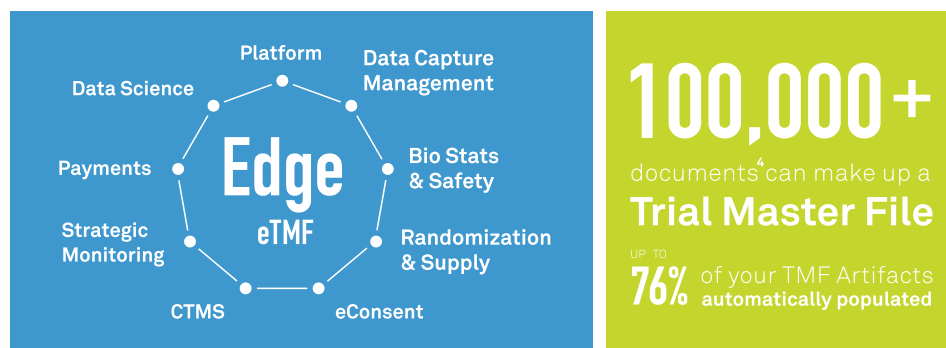 Platform
Data Capture
Management
Data Science
Edge
eTMF
Payments
Bio Stats
& Safety
Strategic
Monitoring
Randomization
& Supply
CTMS
eConsent
100,000+
documents⁴ can make up a
Trial Master File
UP TO
76% of your TMF Artifacts
automatically populated